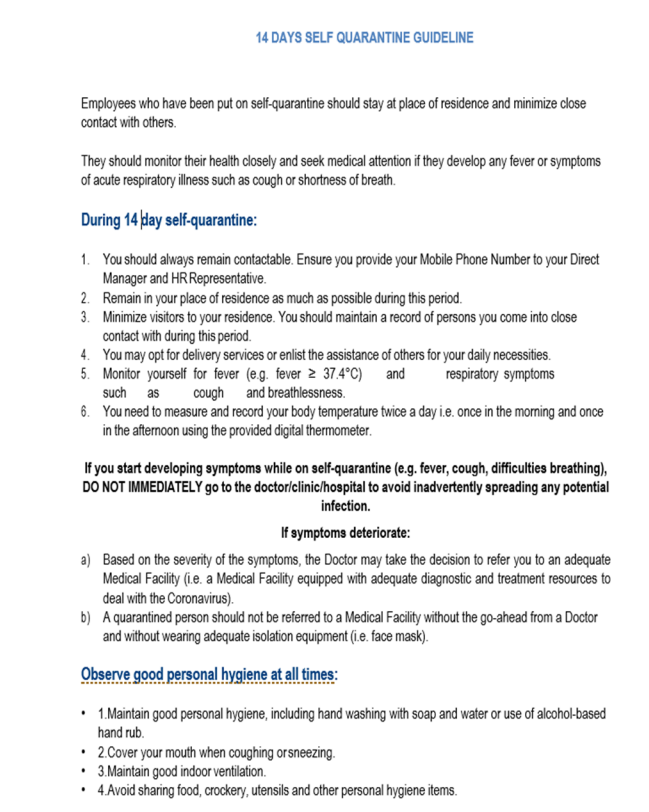 14 DAYS SELF QUARANTINE GUIDELINE
Employees who have been put on self-quarantine should stay at place of residence and minimize close
contact with others.
They should monitor their health closely and seek medical attention if they develop any fever or symptoms
of acute respiratory illness such as cough or shortness of breath.
During 14 day self-quarantine:
1. You should always remain contactable. Ensure you provide your Mobile Phone Number to your Direct
Manager and HR Representative.
2. Remain in your place of residence as much as possible during this period.
3. Minimize visitors to your residence. You should maintain a record of persons you come into close
contact with during this period.
4. You may opt for delivery services or enlist the assistance of others for your daily necessities.
5. Monitor yourself for fever (e.g. fever ≥ 37.4°C) and respiratory symptoms
such as cough and breathlessness.
6. You need to measure and record your body temperature twice a day i.e. once in the morning and once
in the afternoon using the provided digital thermometer.
If you start developing symptoms while on self-quarantine (e.g. fever, cough, difficulties breathing),
DO NOT IMMEDIATELY go to the doctor/clinic/hospital to avoid inadvertently spreading any potential
infection.
If symptoms deteriorate:
a) Based on the severity of the symptoms, the Doctor may take the decision to refer you to an adequate
Medical Facility (i.e. a Medical Facility equipped with adequate diagnostic and treatment resources to
deal with the Coronavirus).
b) A quarantined person should not be referred to a Medical Facility without the go-ahead from a Doctor
and without wearing adequate isolation equipment (i.e. face mask).
Observe good personal hygiene at all times:
• 1.Maintain good personal hygiene, including hand washing with soap and water or use of alcohol-based
hand rub.
• 2.Cover your mouth when coughing orsneezing.
• 3.Maintain good indoor ventilation.
• 4.Avoid sharing food, crockery, utensils and other personal hygiene items.